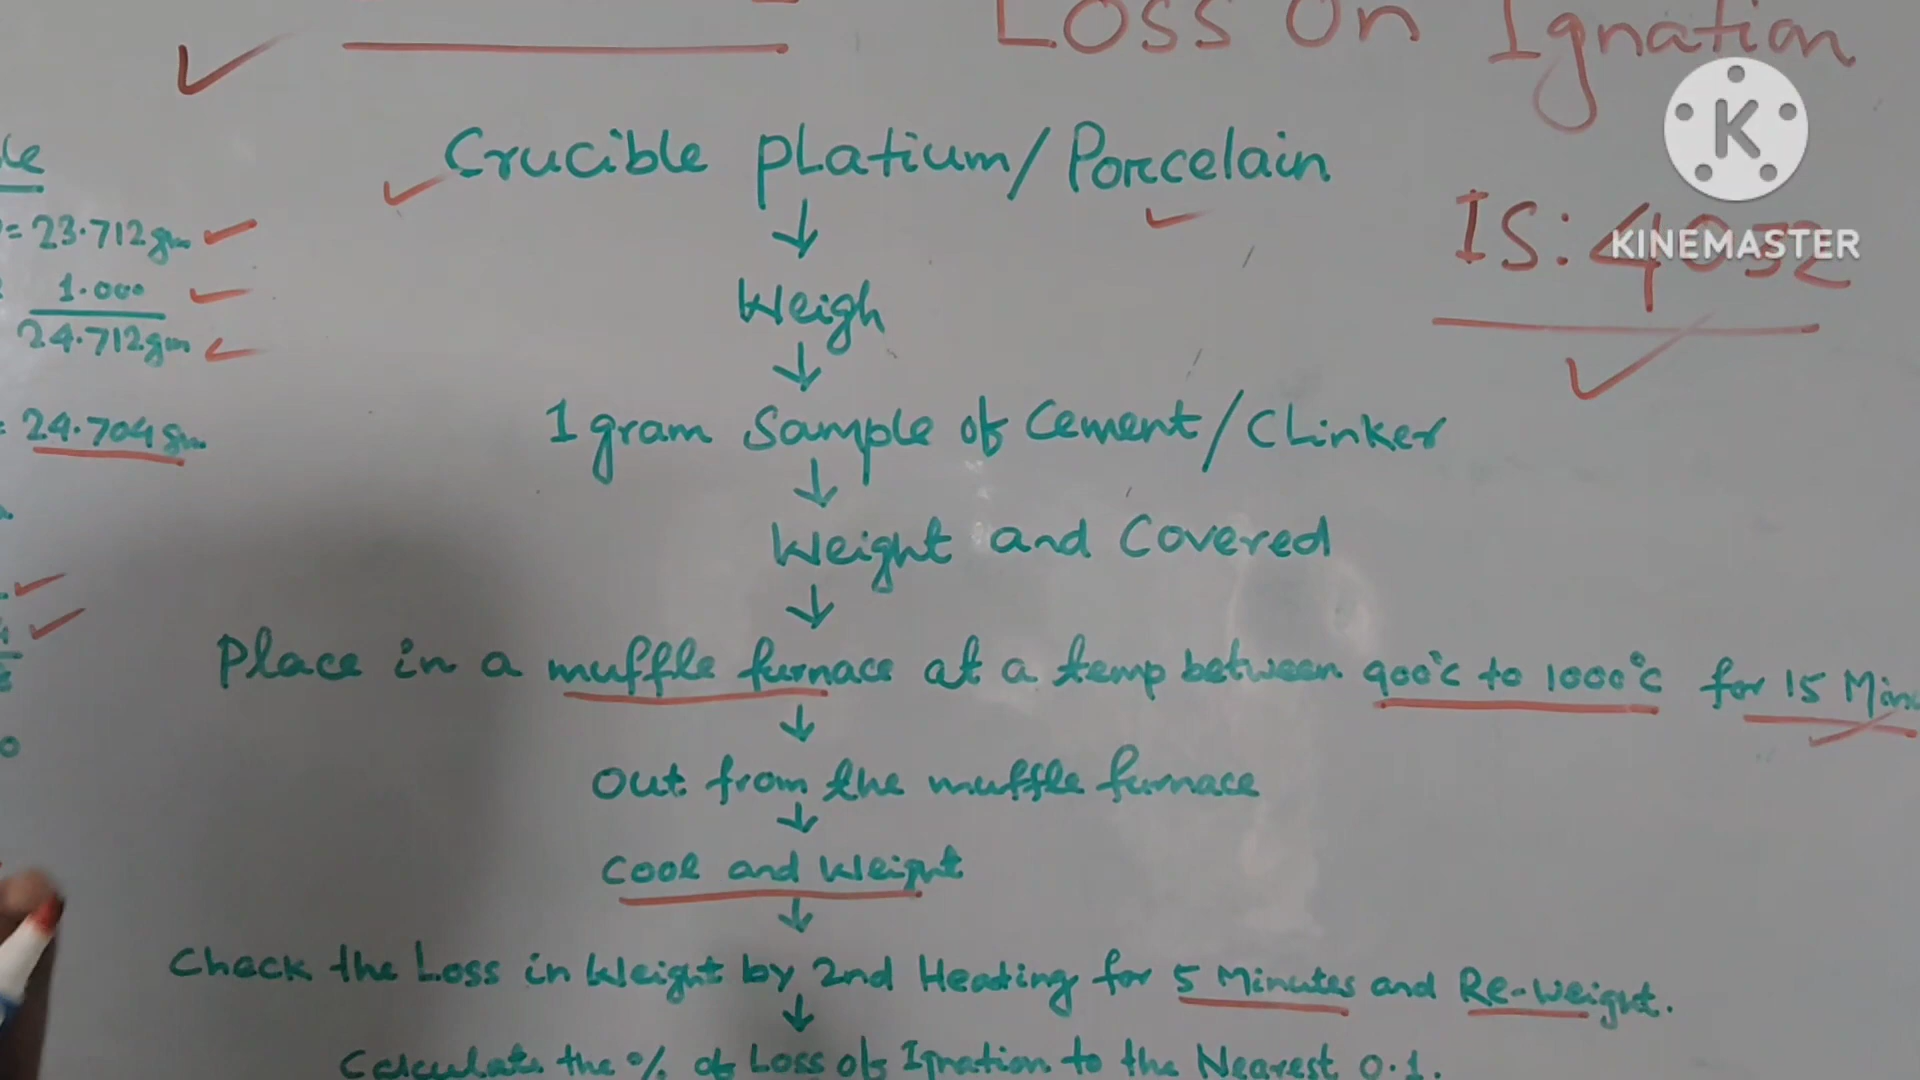 Loss On Ignation
KINEMASTER
IS: 4032
Crucible Platium/Porcelain
Weigh
1 gram Sample of Cement/Clinker
Weight and Covered
Place in a muffle furnace at a temp between 900°c to 1000°c for 15 Minu
Out from the muffle furnace
Cool and Weight
Check the Loss in Weight by 2nd Heating for 5 Minutes and Re-Weight.
Calculate the % of Loss of Ignation to the Nearest 0.1.
le
= 23.712gm
1.000
24.712gm
= 24.704gm